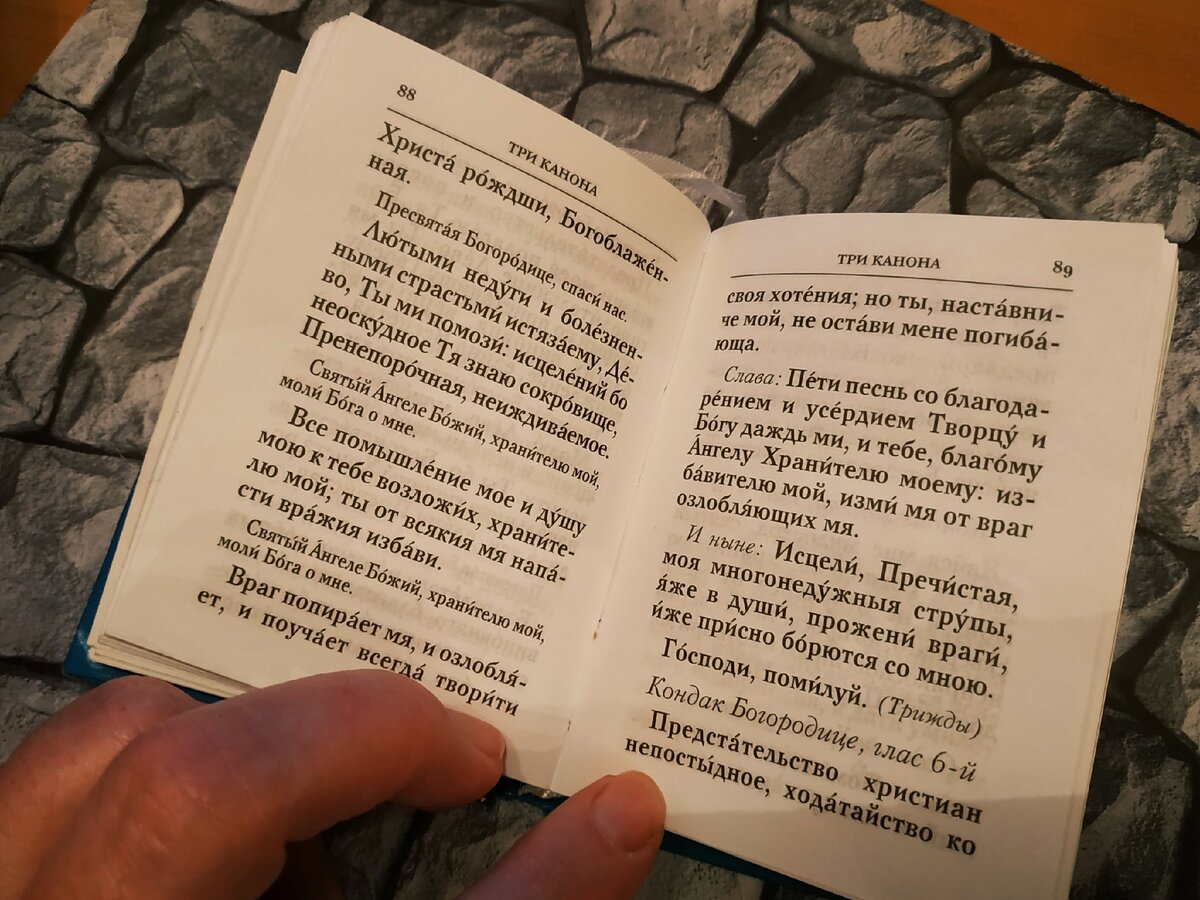 88
ТРИ КАНОНА
Христа́ ро́ждши, Богоблаже́н-
ная.
Пресвята́я Богоро́дице, спаси́ нас.
Лю́тыми неду́ги и боле́знен-
ными страстьми́ истяза́ему, Де́-
во, Ты ми помози́: исцеле́ний бо
неоску́дное Тя знаю сокро́вище,
Пренепоро́чная, неиждива́емое.
Святы́й А́нгеле Бо́жий, храни́телю мой,
моли́ Бо́га о мне.
Все помышле́ние мое и ду́шу
мою к тебе возложи́х, храни́те-
лю мой; ты от всякия мя напа́-
сти вра́жия изба́ви.
Святы́й А́нгеле Бо́жий, храни́телю мой,
моли́ Бо́га о мне.
Враг попира́ет мя, и озлобля́-
ет, и поуча́ет всегда́ твори́ти
ТРИ КАНОНА
89
своя хоте́ния; но ты, наста́вни-
че мой, не оста́ви мене погиба́-
юща.
Слава: Пе́ти песнь со благода-
ре́нием и усе́рдием Творцу́ и
Бо́гу даждь ми, и тебе, благо́му
А́нгелу Храни́телю моему: из-
ба́вителю мой, изми́ мя от враг
озлобля́ющих мя.
И ныне: Исцели́, Пречи́стая,
моя многонеду́жныя стру́пы,
я́же в души́, прожени́ враги́,
и́же при́сно бо́рются со мною.
Го́споди, поми́луй. (Трижды)
Кондак Богородице, глас 6-й
Предста́тельство христиан
непосты́дное, хода́тайство ко